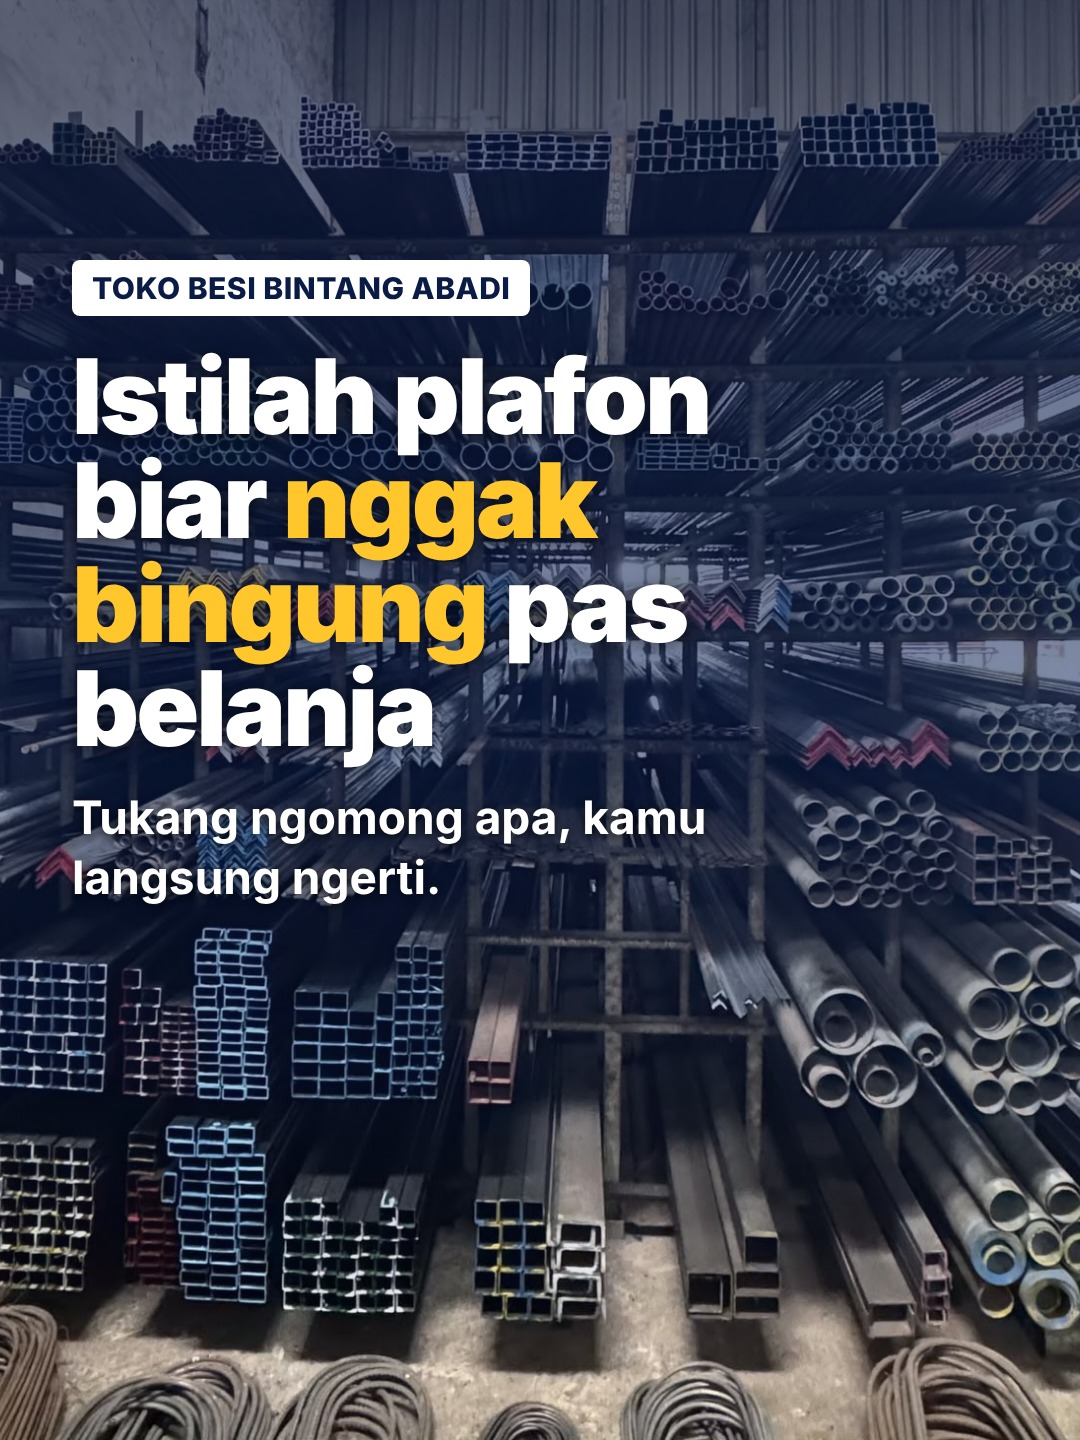 TOKO BESI BINTANG ABADI
Istilah plafon
biar nggak
bingung pas
belanja
Tukang ngomong apa, kamu
langsung ngerti.